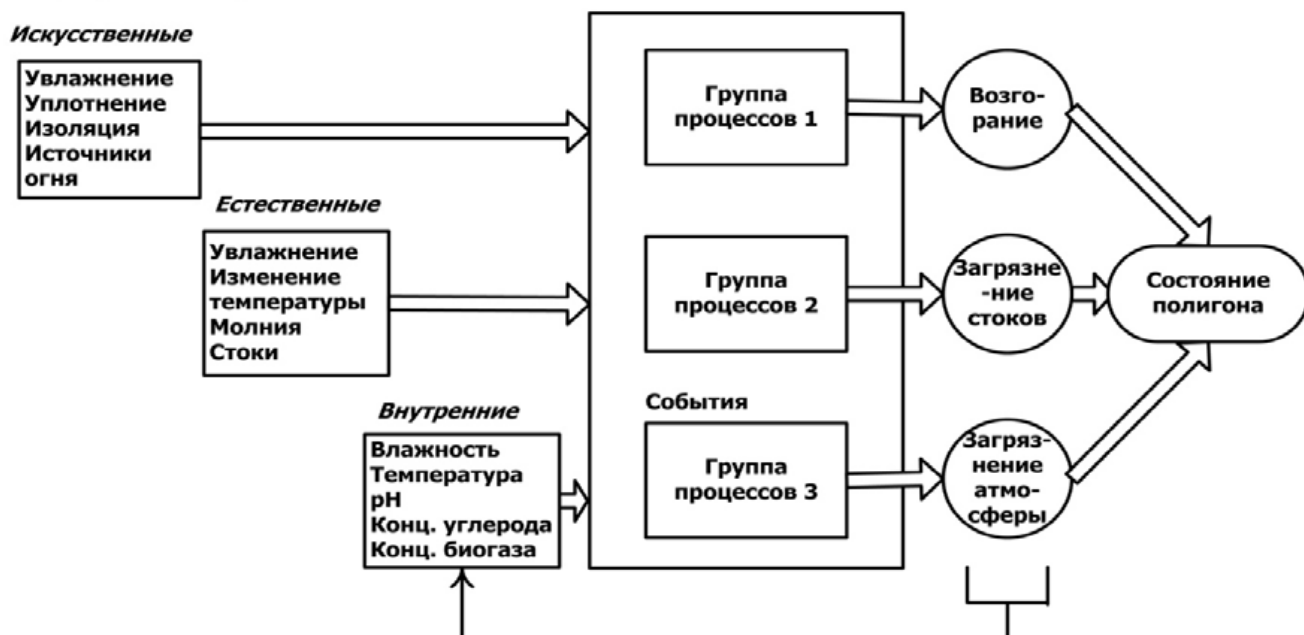 Искусственные
Увлажнение
Уплотнение
Изоляция
Источники
огня
Естественные
Увлажнение
Изменение
температуры
Молния
Стоки
Внутренние
Влажность
Температура
pH
Конц. углерода
Конц. биогаза
Группа
процессов 1
Группа
процессов 2
События
Группа
процессов 3
Возго-
рание
Загрязне
-ние
стоков
Загряз-
нение
атмо-
сферы
Состояние
полигона